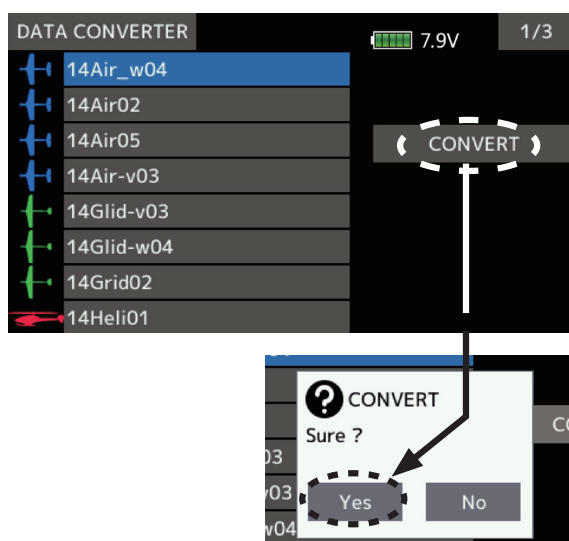 DATA CONVERTER 7.9V 1/3
14Air_w04
14Air02
14Air05
CONVERT
14Air-v03
14Glid-v03
14Glid-w04
14Grid02
14Heli01
CONVERT
Sure ?
03
v03
w04
Yes No